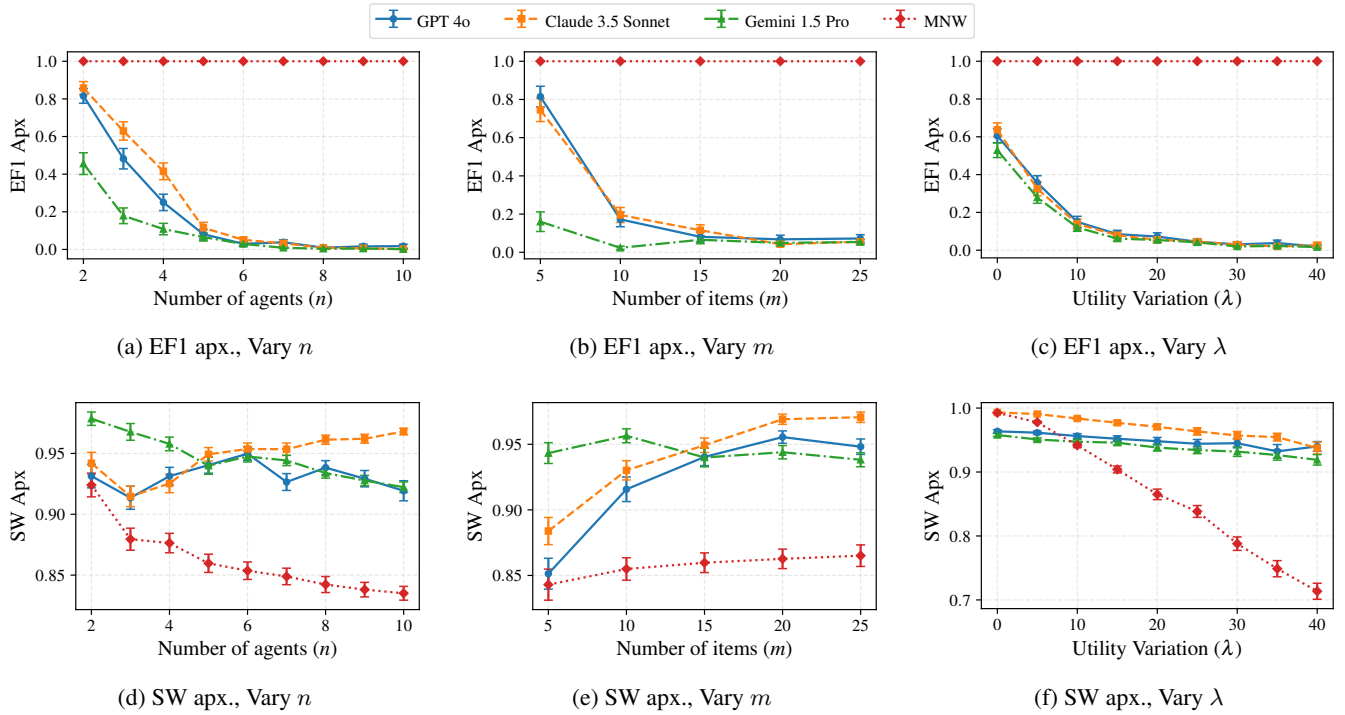 GPT 4o Claude 3.5 Sonnet Gemini 1.5 Pro MNW
1.0
0.8
0.6
0.4
0.2
0.0
EF1 Apx
2 4 6 8 10
Number of agents (n)
(a) EF1 apx., Vary n
1.0
0.8
0.6
0.4
0.2
0.0
EF1 Apx
5 10 15 20 25
Number of items (m)
(b) EF1 apx., Vary m
1.0
0.8
0.6
0.4
0.2
0.0
EF1 Apx
0 10 20 30 40
Utility Variation (λ)
(c) EF1 apx., Vary λ
0.95
0.90
0.85
SW Apx
2 4 6 8 10
Number of agents (n)
(d) SW apx., Vary n
0.95
0.90
0.85
SW Apx
5 10 15 20 25
Number of items (m)
(e) SW apx., Vary m
1.0
0.9
0.8
0.7
SW Apx
0 10 20 30 40
Utility Variation (λ)
(f) SW apx., Vary λ